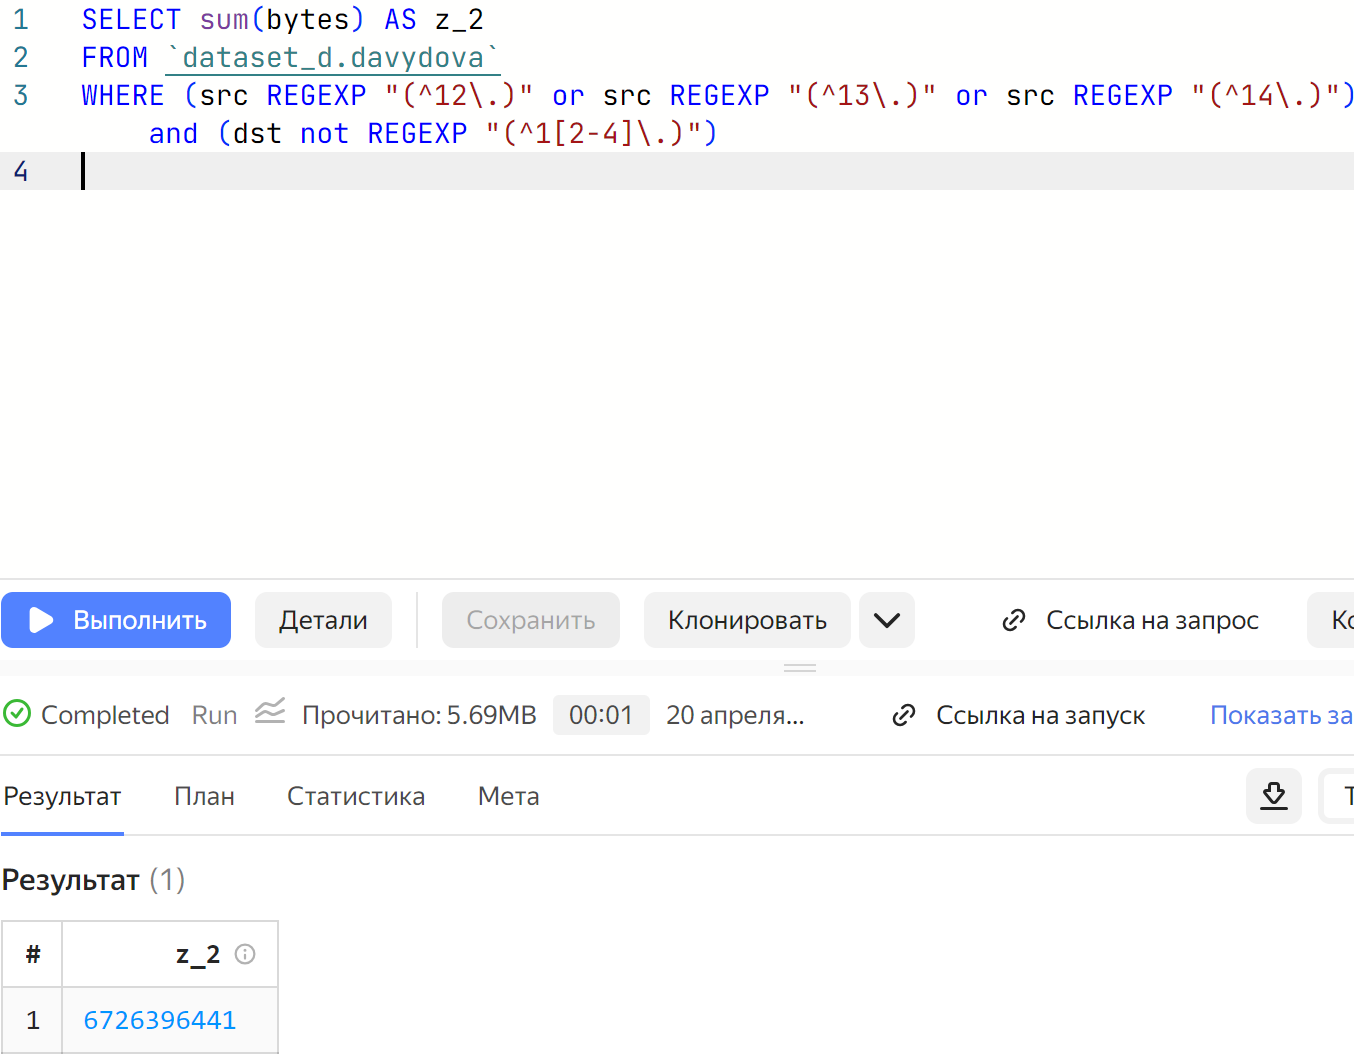 1 SELECT sum(bytes) AS z_2
2 FROM `dataset_d.davydova`
3 WHERE (src REGEXP "(^12\.)" or src REGEXP "(^13\.)" or src REGEXP "(^14\.)")
and (dst not REGEXP "(^1[2-4]\.)")
4
Выполнить Детали Сохранить Клонировать Ссылка на запрос
Completed Run Прочитано: 5.69MB 00:01 20 апреля... Ссылка на запуск Показать за
Результат План Статистика Мета
Результат (1)
# z_2
1 6726396441